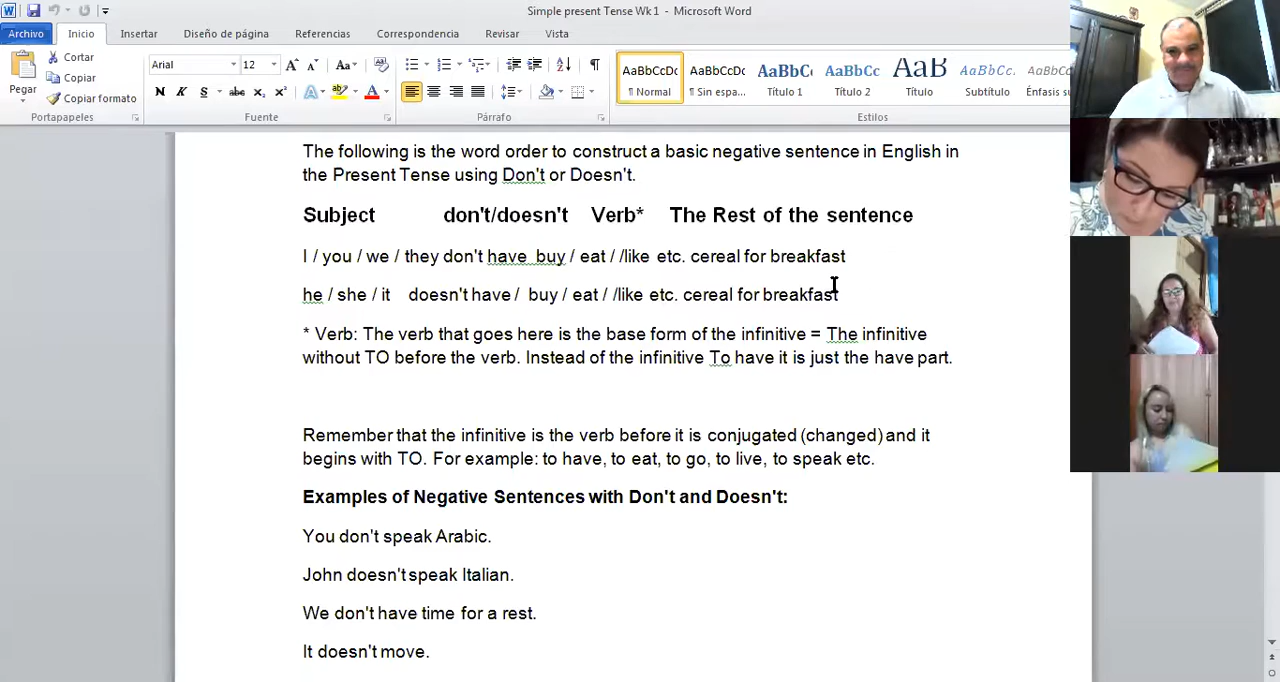 Simple present Tense Wk 1 - Microsoft Word
Archivo Inicio Insertar Diseño de página Referencias Correspondencia Revisar Vista
Pegar
Cortar
Copiar
Copiar formato
Portapapeles
Arial 12
Fuente
Párrafo
AaBbCcDc AaBbCcDc AaBbC( AaBbCc AaB AaBbCc. AaBbCc
¶ Normal ¶ Sin espa... Título 1 Título 2 Título Subtítulo Énfasis su
Estilos
The following is the word order to construct a basic negative sentence in English in
the Present Tense using Don't or Doesn't.
Subject don't/doesn't Verb* The Rest of the sentence
I / you / we / they don't have buy / eat / /like etc. cereal for breakfast
he / she / it doesn't have / buy / eat / /like etc. cereal for breakfast
* Verb: The verb that goes here is the base form of the infinitive = The infinitive
without TO before the verb. Instead of the infinitive To have it is just the have part.
Remember that the infinitive is the verb before it is conjugated (changed) and it
begins with TO. For example: to have, to eat, to go, to live, to speak etc.
Examples of Negative Sentences with Don't and Doesn't:
You don't speak Arabic.
John doesn't speak Italian.
We don't have time for a rest.
It doesn't move.